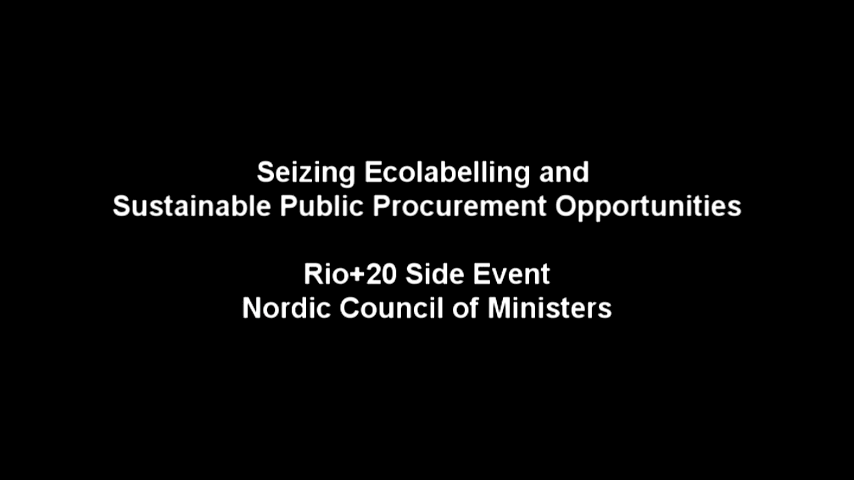 Seizing Ecolabelling and
Sustainable Public Procurement Opportunities
Rio+20 Side Event
Nordic Council of Ministers